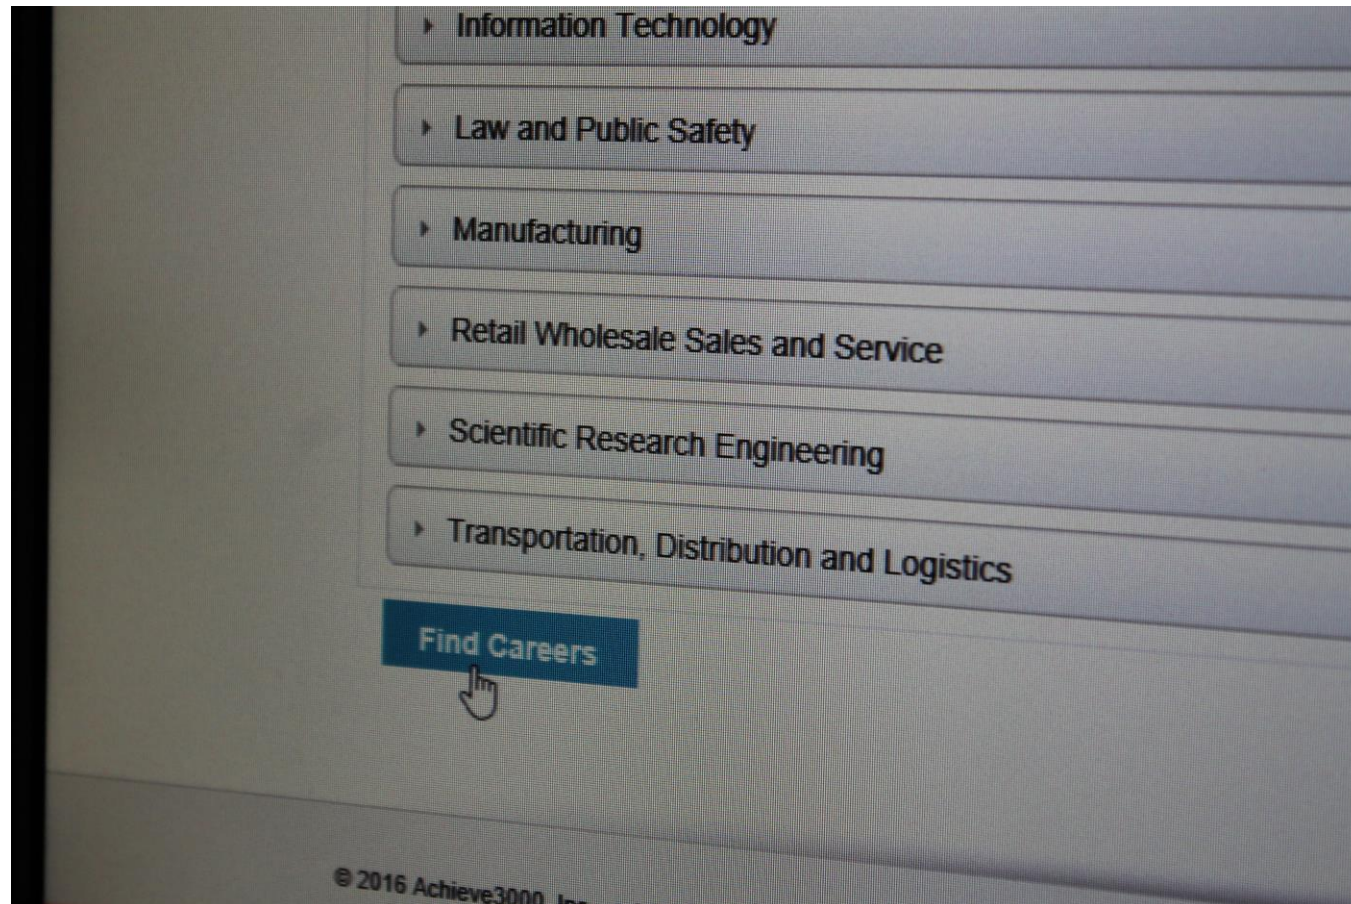 Information Technology
Law and Public Safety
Manufacturing
Retail Wholesale Sales and Service
Scientific Research Engineering
Transportation, Distribution and Logistics
Find Careers
© 2016 Achieve3000, Inc